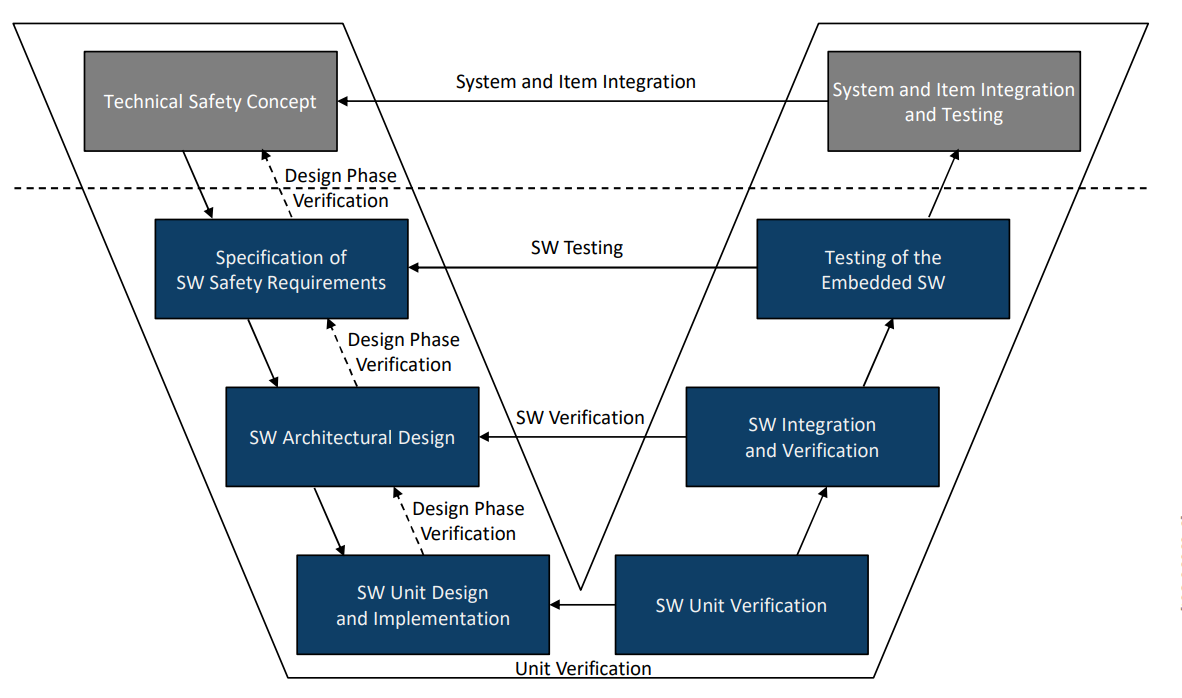 System and Item Integration
Technical Safety Concept
System and Item Integration
and Testing
Design Phase
Verification
Specification of
SW Safety Requirements
SW Testing
Testing of the
Embedded SW
Design Phase
Verification
SW Architectural Design
SW Verification
SW Integration
and Verification
Design Phase
Verification
SW Unit Design
and Implementation
SW Unit Verification
Unit Verification